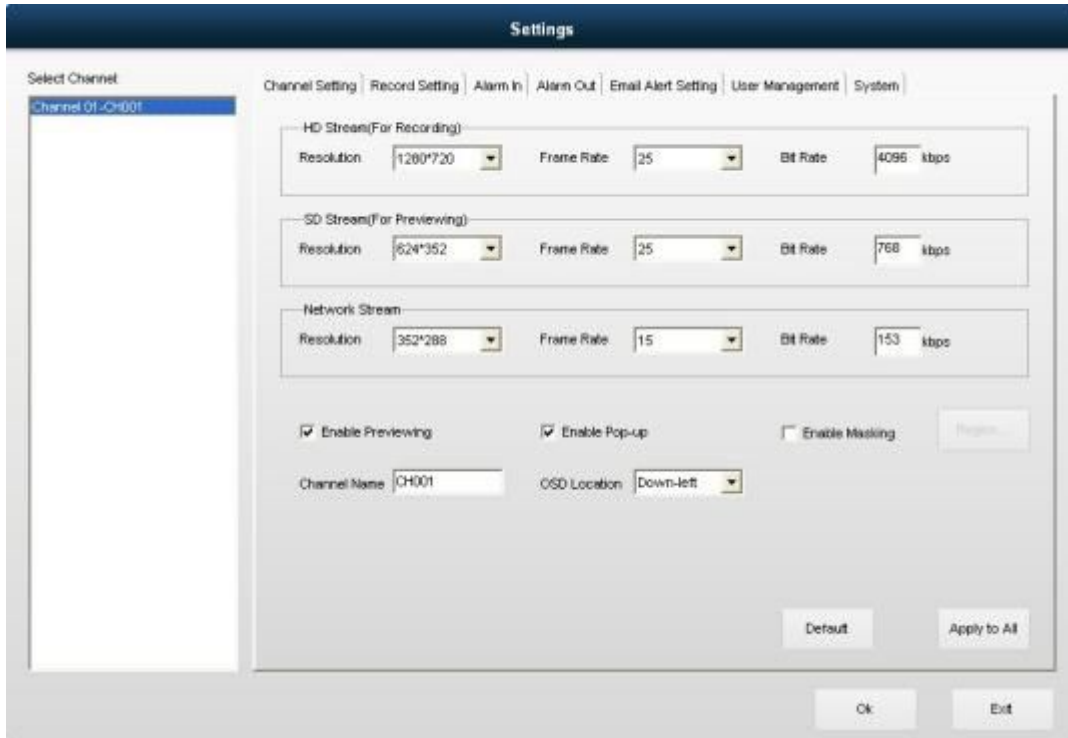 Settings
Select Channel
Channel 01-CH001
Channel Setting Record Setting Alarm In Alarm Out Email Alert Setting User Management System
HD Stream(For Recording)
Resolution 1280*720 Frame Rate 25 Bit Rate 4096 kbps
SD Stream(For Previewing)
Resolution 624*352 Frame Rate 25 Bit Rate 768 kbps
Network Stream
Resolution 352*288 Frame Rate 15 Bit Rate 153 kbps
Enable Previewing Enable Pop-up Enable Masking Region...
Channel Name CH001 OSD Location Down-left
Default Apply to All
Ok Exit